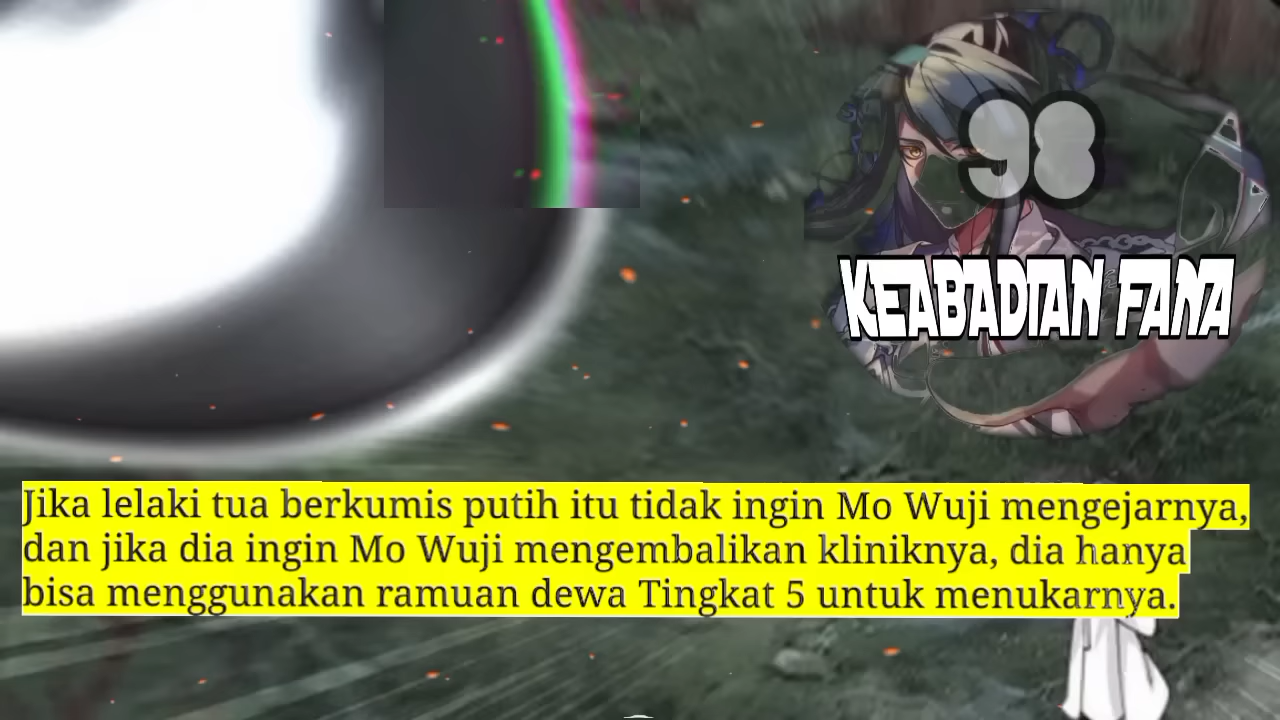 98
KEABADIAN FANA
Jika lelaki tua berkumis putih itu tidak ingin Mo Wuji mengejarnya,
dan jika dia ingin Mo Wuji mengembalikan kliniknya, dia hanya
bisa menggunakan ramuan dewa Tingkat 5 untuk menukarnya.